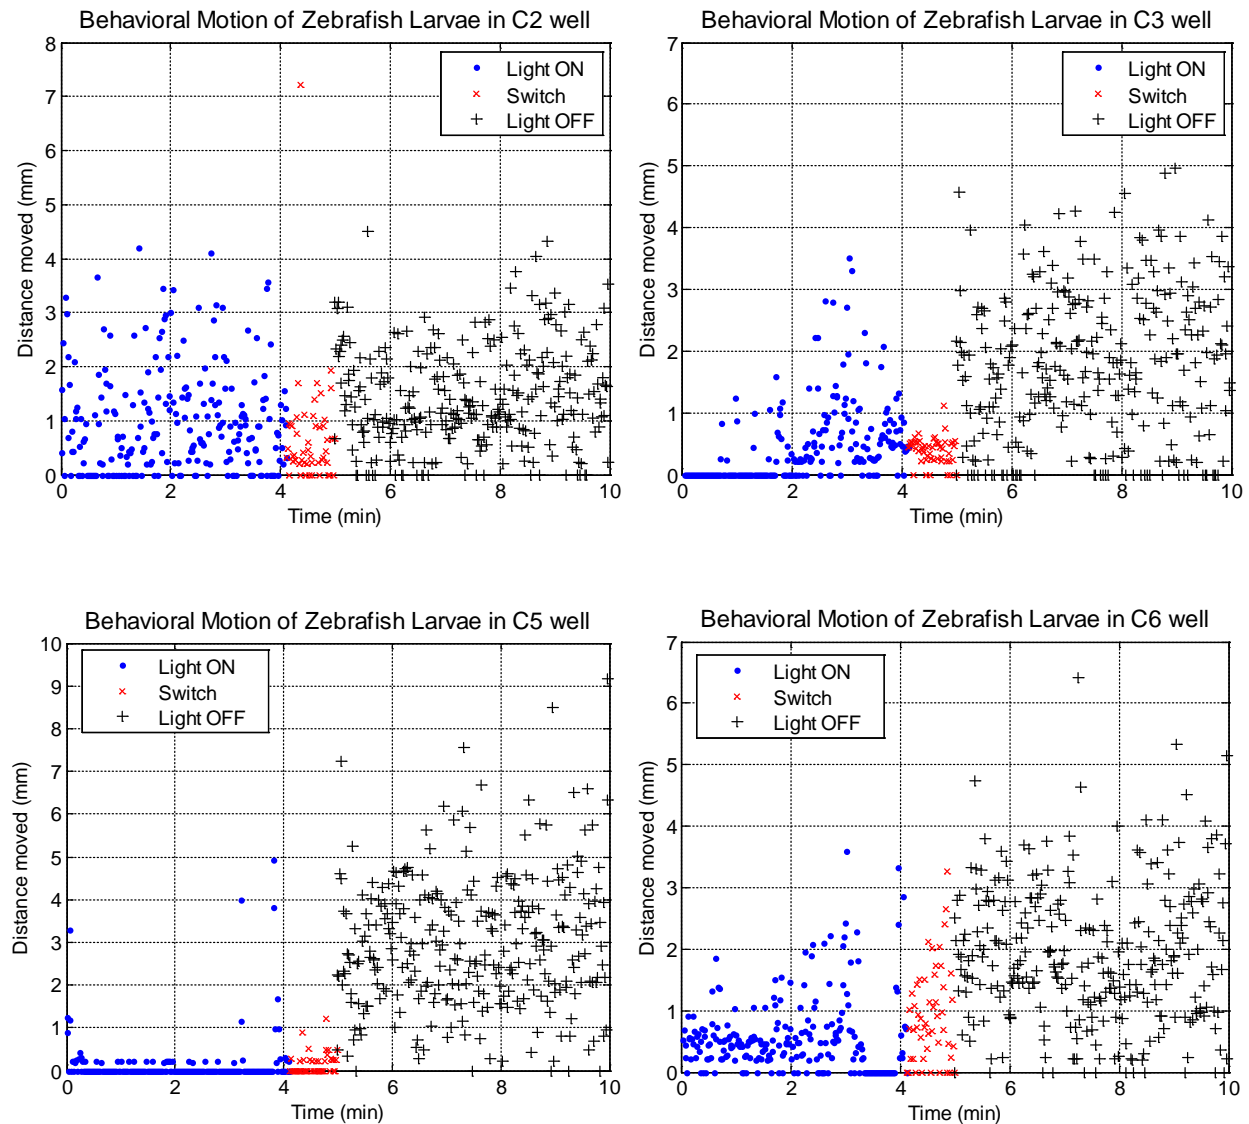 Behavioral Motion of Zebrafish Larvae in C2 well
8
7
6
5
4
3
2
1
0
Distance moved (mm)
Light ON
Switch
Light OFF
0 2 4 6 8 10
Time (min)
Behavioral Motion of Zebrafish Larvae in C3 well
7
6
5
4
3
2
1
0
Distance moved (mm)
Light ON
Switch
Light OFF
0 2 4 6 8 10
Time (min)
Behavioral Motion of Zebrafish Larvae in C5 well
10
9
8
7
6
5
4
3
2
1
0
Distance moved (mm)
Light ON
Switch
Light OFF
0 2 4 6 8 10
Time (min)
Behavioral Motion of Zebrafish Larvae in C6 well
7
6
5
4
3
2
1
0
Distance moved (mm)
Light ON
Switch
Light OFF
0 2 4 6 8 10
Time (min)